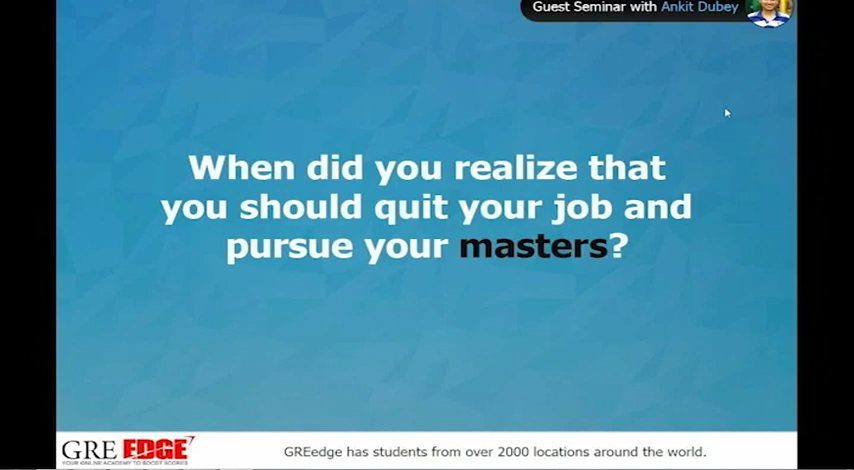 Guest Seminar with Ankit Dubey
When did you realize that
you should quit your job and
pursue your masters?
GRE EDGE
YOUR ONLINE ACADEMY TO BOOST SCORES
GREedge has students from over 2000 locations around the world.